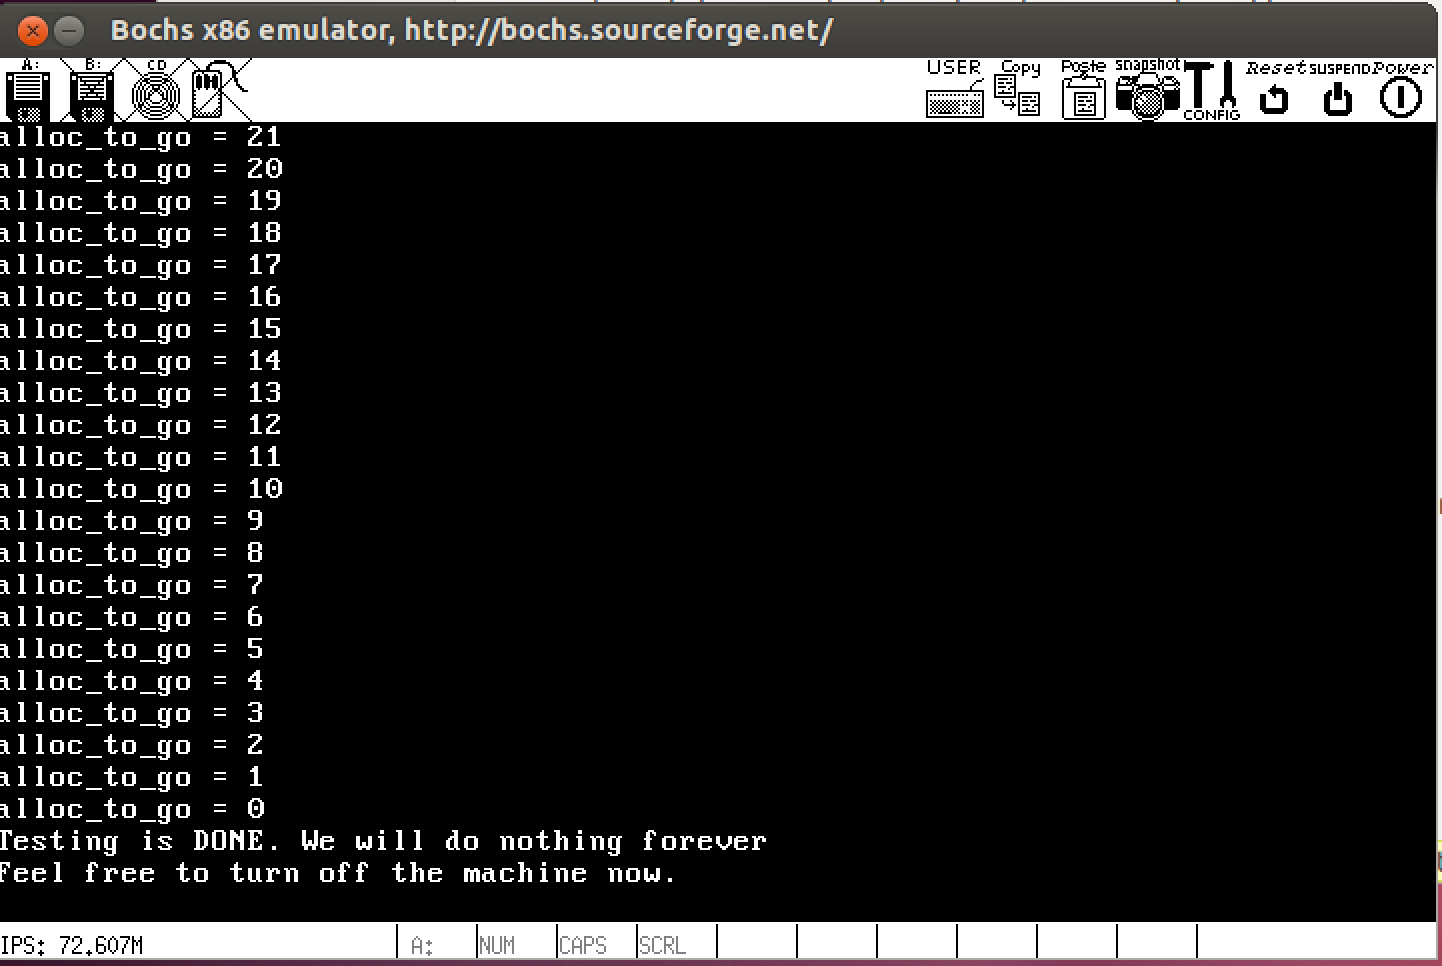 Bochs x86 emulator, http://bochs.sourceforge.net/
A: B: CD USER Copy Paste snapshot CONFIG Reset SUSPEND Power
alloc_to_go = 21
alloc_to_go = 20
alloc_to_go = 19
alloc_to_go = 18
alloc_to_go = 17
alloc_to_go = 16
alloc_to_go = 15
alloc_to_go = 14
alloc_to_go = 13
alloc_to_go = 12
alloc_to_go = 11
alloc_to_go = 10
alloc_to_go = 9
alloc_to_go = 8
alloc_to_go = 7
alloc_to_go = 6
alloc_to_go = 5
alloc_to_go = 4
alloc_to_go = 3
alloc_to_go = 2
alloc_to_go = 1
alloc_to_go = 0
Testing is DONE. We will do nothing forever
Feel free to turn off the machine now.
IPS: 72.607M A: NUM CAPS SCRL